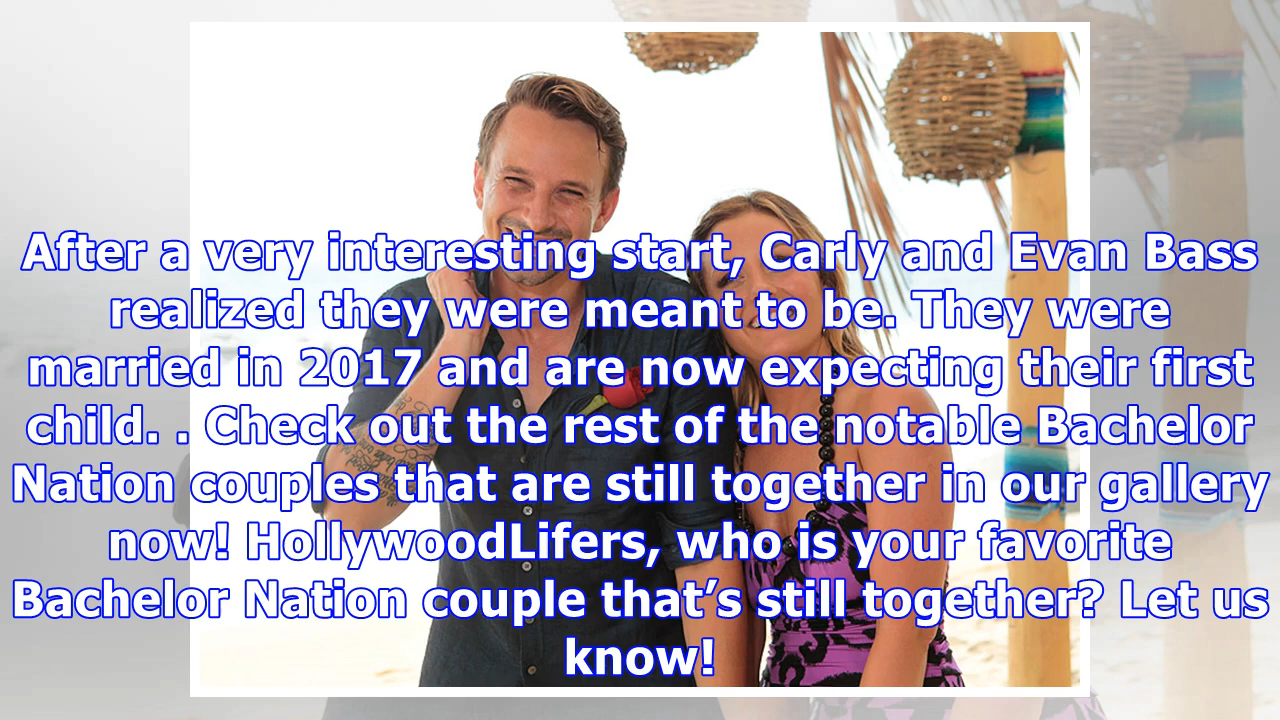 After a very interesting start, Carly and Evan Bass
realized they were meant to be. They were
married in 2017 and are now expecting their first
child. . Check out the rest of the notable Bachelor
Nation couples that are still together in our gallery
now! HollywoodLifers, who is your favorite
Bachelor Nation couple that’s still together? Let us
know!